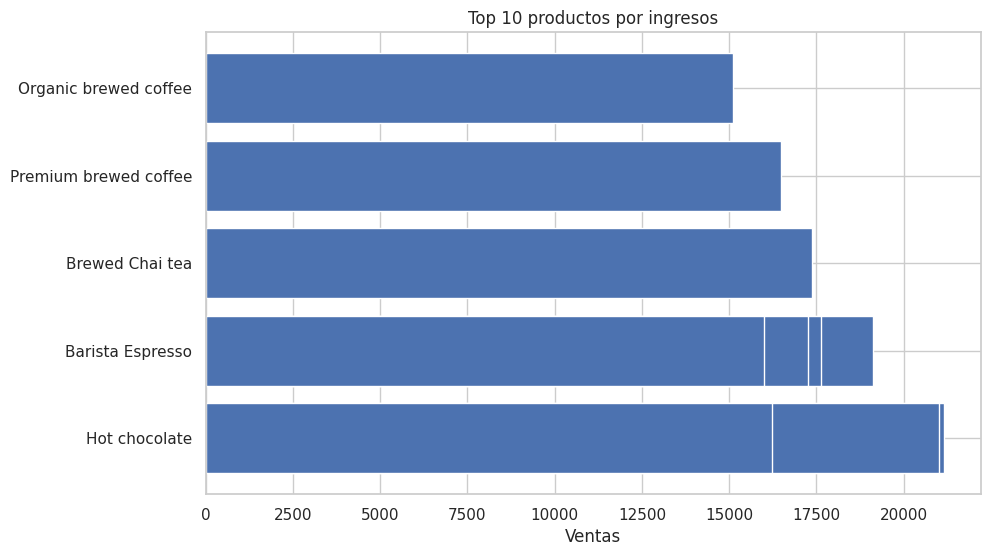 Top 10 productos por ingresos
Organic brewed coffee
Premium brewed coffee
Brewed Chai tea
Barista Espresso
Hot chocolate
0 2500 5000 7500 10000 12500 15000 17500 20000
Ventas